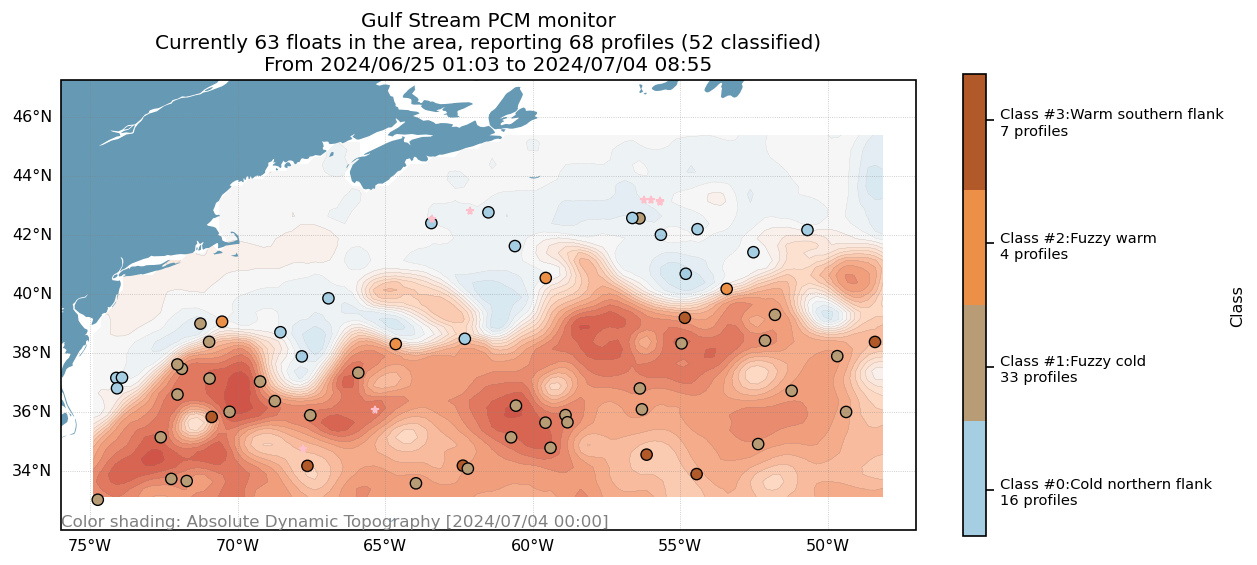 Gulf Stream PCM monitor
Currently 63 floats in the area, reporting 68 profiles (52 classified)
From 2024/06/25 01:03 to 2024/07/04 08:55
46°N
44°N
42°N
40°N
38°N
36°N
34°N
Color shading: Absolute Dynamic Topography [2024/07/04 00:00]
75°W
70°W
65°W
60°W
55°W
50°W
Class #3:Warm southern flank
7 profiles
Class #2:Fuzzy warm
4 profiles
Class #1:Fuzzy cold
33 profiles
Class #0:Cold northern flank
16 profiles
Class